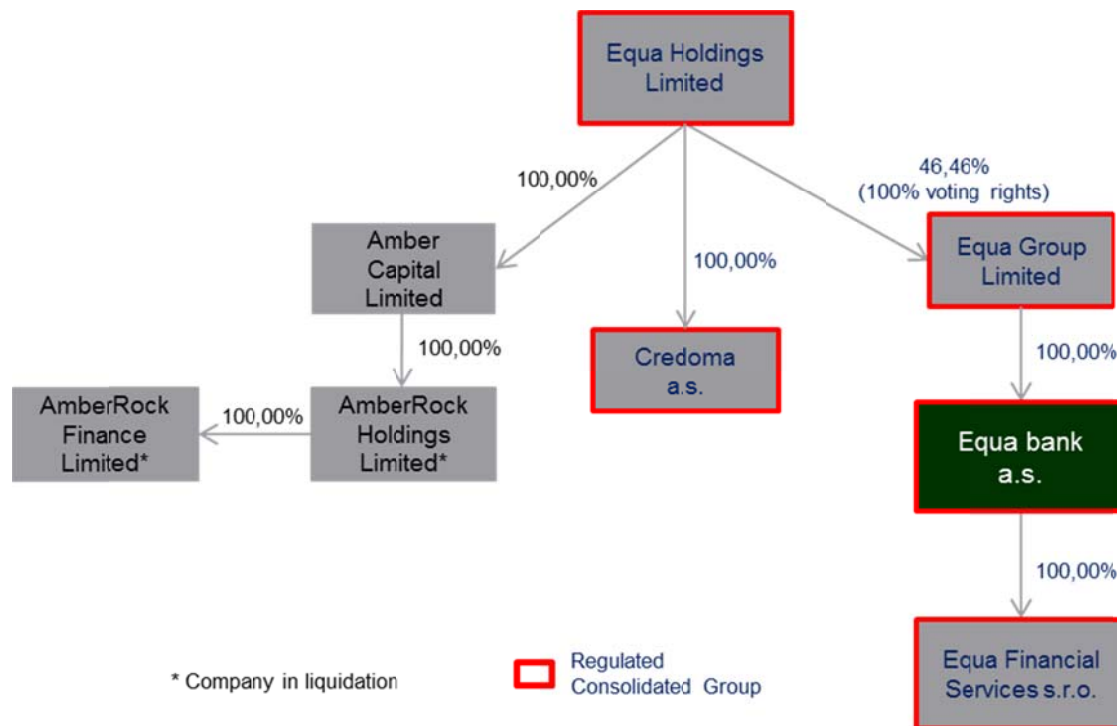 Equa Holdings
Limited
100,00%
46,46%
(100% voting rights)
Amber
Capital
Limited
100,00%
Equa Group
Limited
100,00%
Credoma
a.s.
100,00%
AmberRock
Finance
Limited*
100,00%
AmberRock
Holdings
Limited*
Equa bank
a.s.
100,00%
Equa Financial
Services s.r.o.
* Company in liquidation
Regulated
Consolidated Group